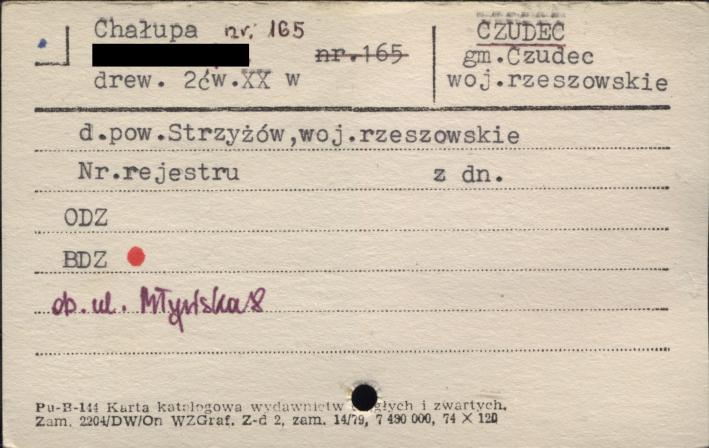 Chałupa nr. 165
nr.165
drew. 2ćw.XX w
CZUDEC
gm.Czudec
woj.rzeszowskie
d.pow.Strzyżów,woj.rzeszowskie
Nr.rejestru z dn.
ODZ
BDZ
ob. ul. Młyńska 8
Pu-B-144 Karta katalogowa wydawnictw ciągłych i zwartych.
Zam. 2204/DW/On WZGraf. Z-d 2, zam. 14/79, 7 490 000, 74 × 120